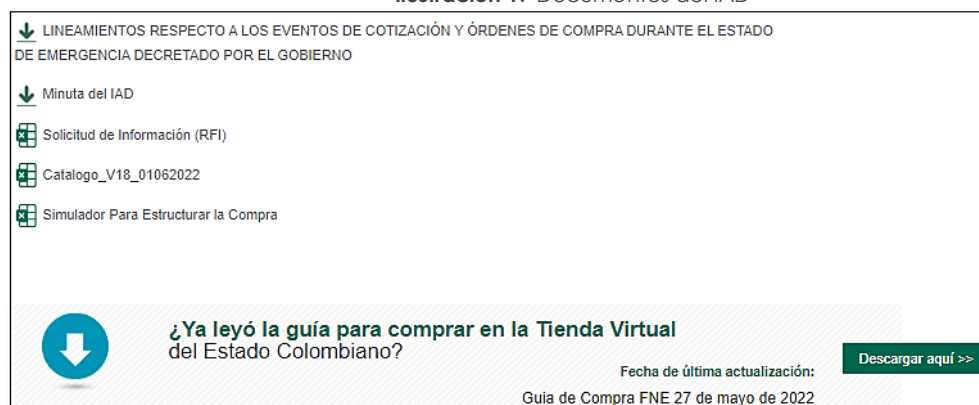 Documentos del IAD
LINEAMIENTOS RESPECTO A LOS EVENTOS DE COTIZACIÓN Y ÓRDENES DE COMPRA DURANTE EL ESTADO
DE EMERGENCIA DECRETADO POR EL GOBIERNO
Minuta del IAD
Solicitud de Información (RFI)
Catalogo_V18_01062022
Simulador Para Estructurar la Compra
¿Ya leyó la guía para comprar en la Tienda Virtual
del Estado Colombiano?
Descargar aquí >>
Fecha de última actualización:
Guia de Compra FNE 27 de mayo de 2022